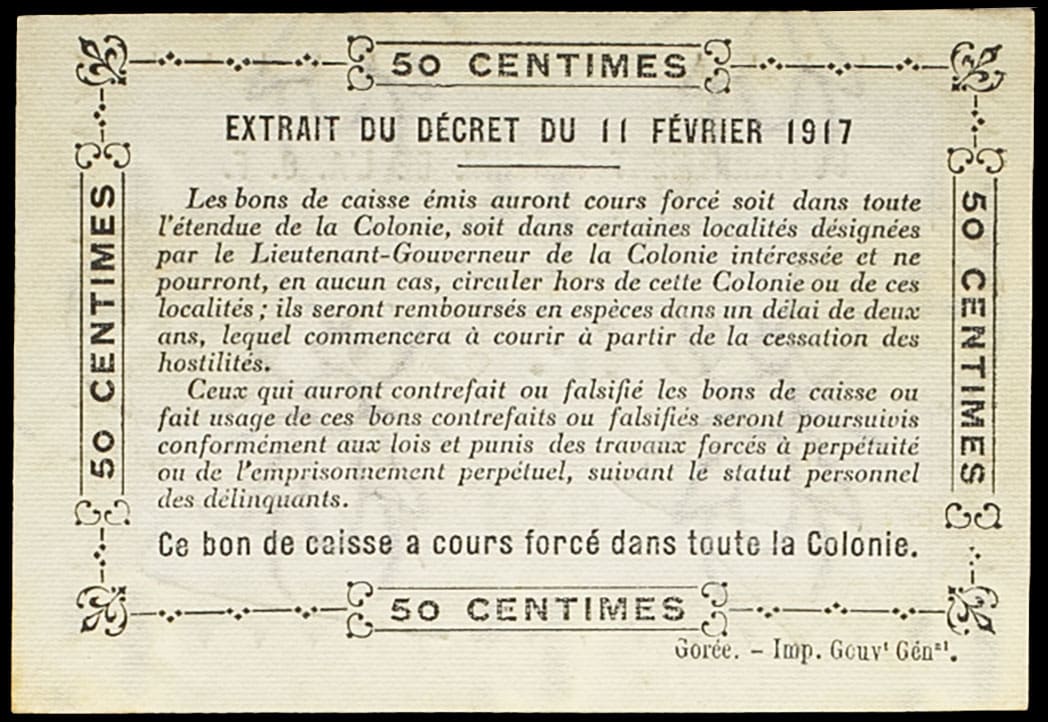 50 CENTIMES
EXTRAIT DU DÉCRET DU 11 FÉVRIER 1917
50 CENTIMES
50 CENTIMES
Les bons de caisse émis auront cours forcé soit dans toute
l'étendue de la Colonie, soit dans certaines localités désignées
par le Lieutenant-Gouverneur de la Colonie intéressée et ne
pourront, en aucun cas, circuler hors de cette Colonie ou de ces
localités ; ils seront remboursés en espèces dans un délai de deux
ans, lequel commencera à courir à partir de la cessation des
hostilités.
Ceux qui auront contrefait ou falsifié les bons de caisse ou
fait usage de ces bons contrefaits ou falsifiés seront poursuivis
conformément aux lois et punis des travaux forcés à perpétuité
ou de l'emprisonnement perpétuel, suivant le statut personnel
des délinquants.
Ce bon de caisse a cours forcé dans toute la Colonie.
50 CENTIMES
Gorée. - Imp. Gouvt Génal.